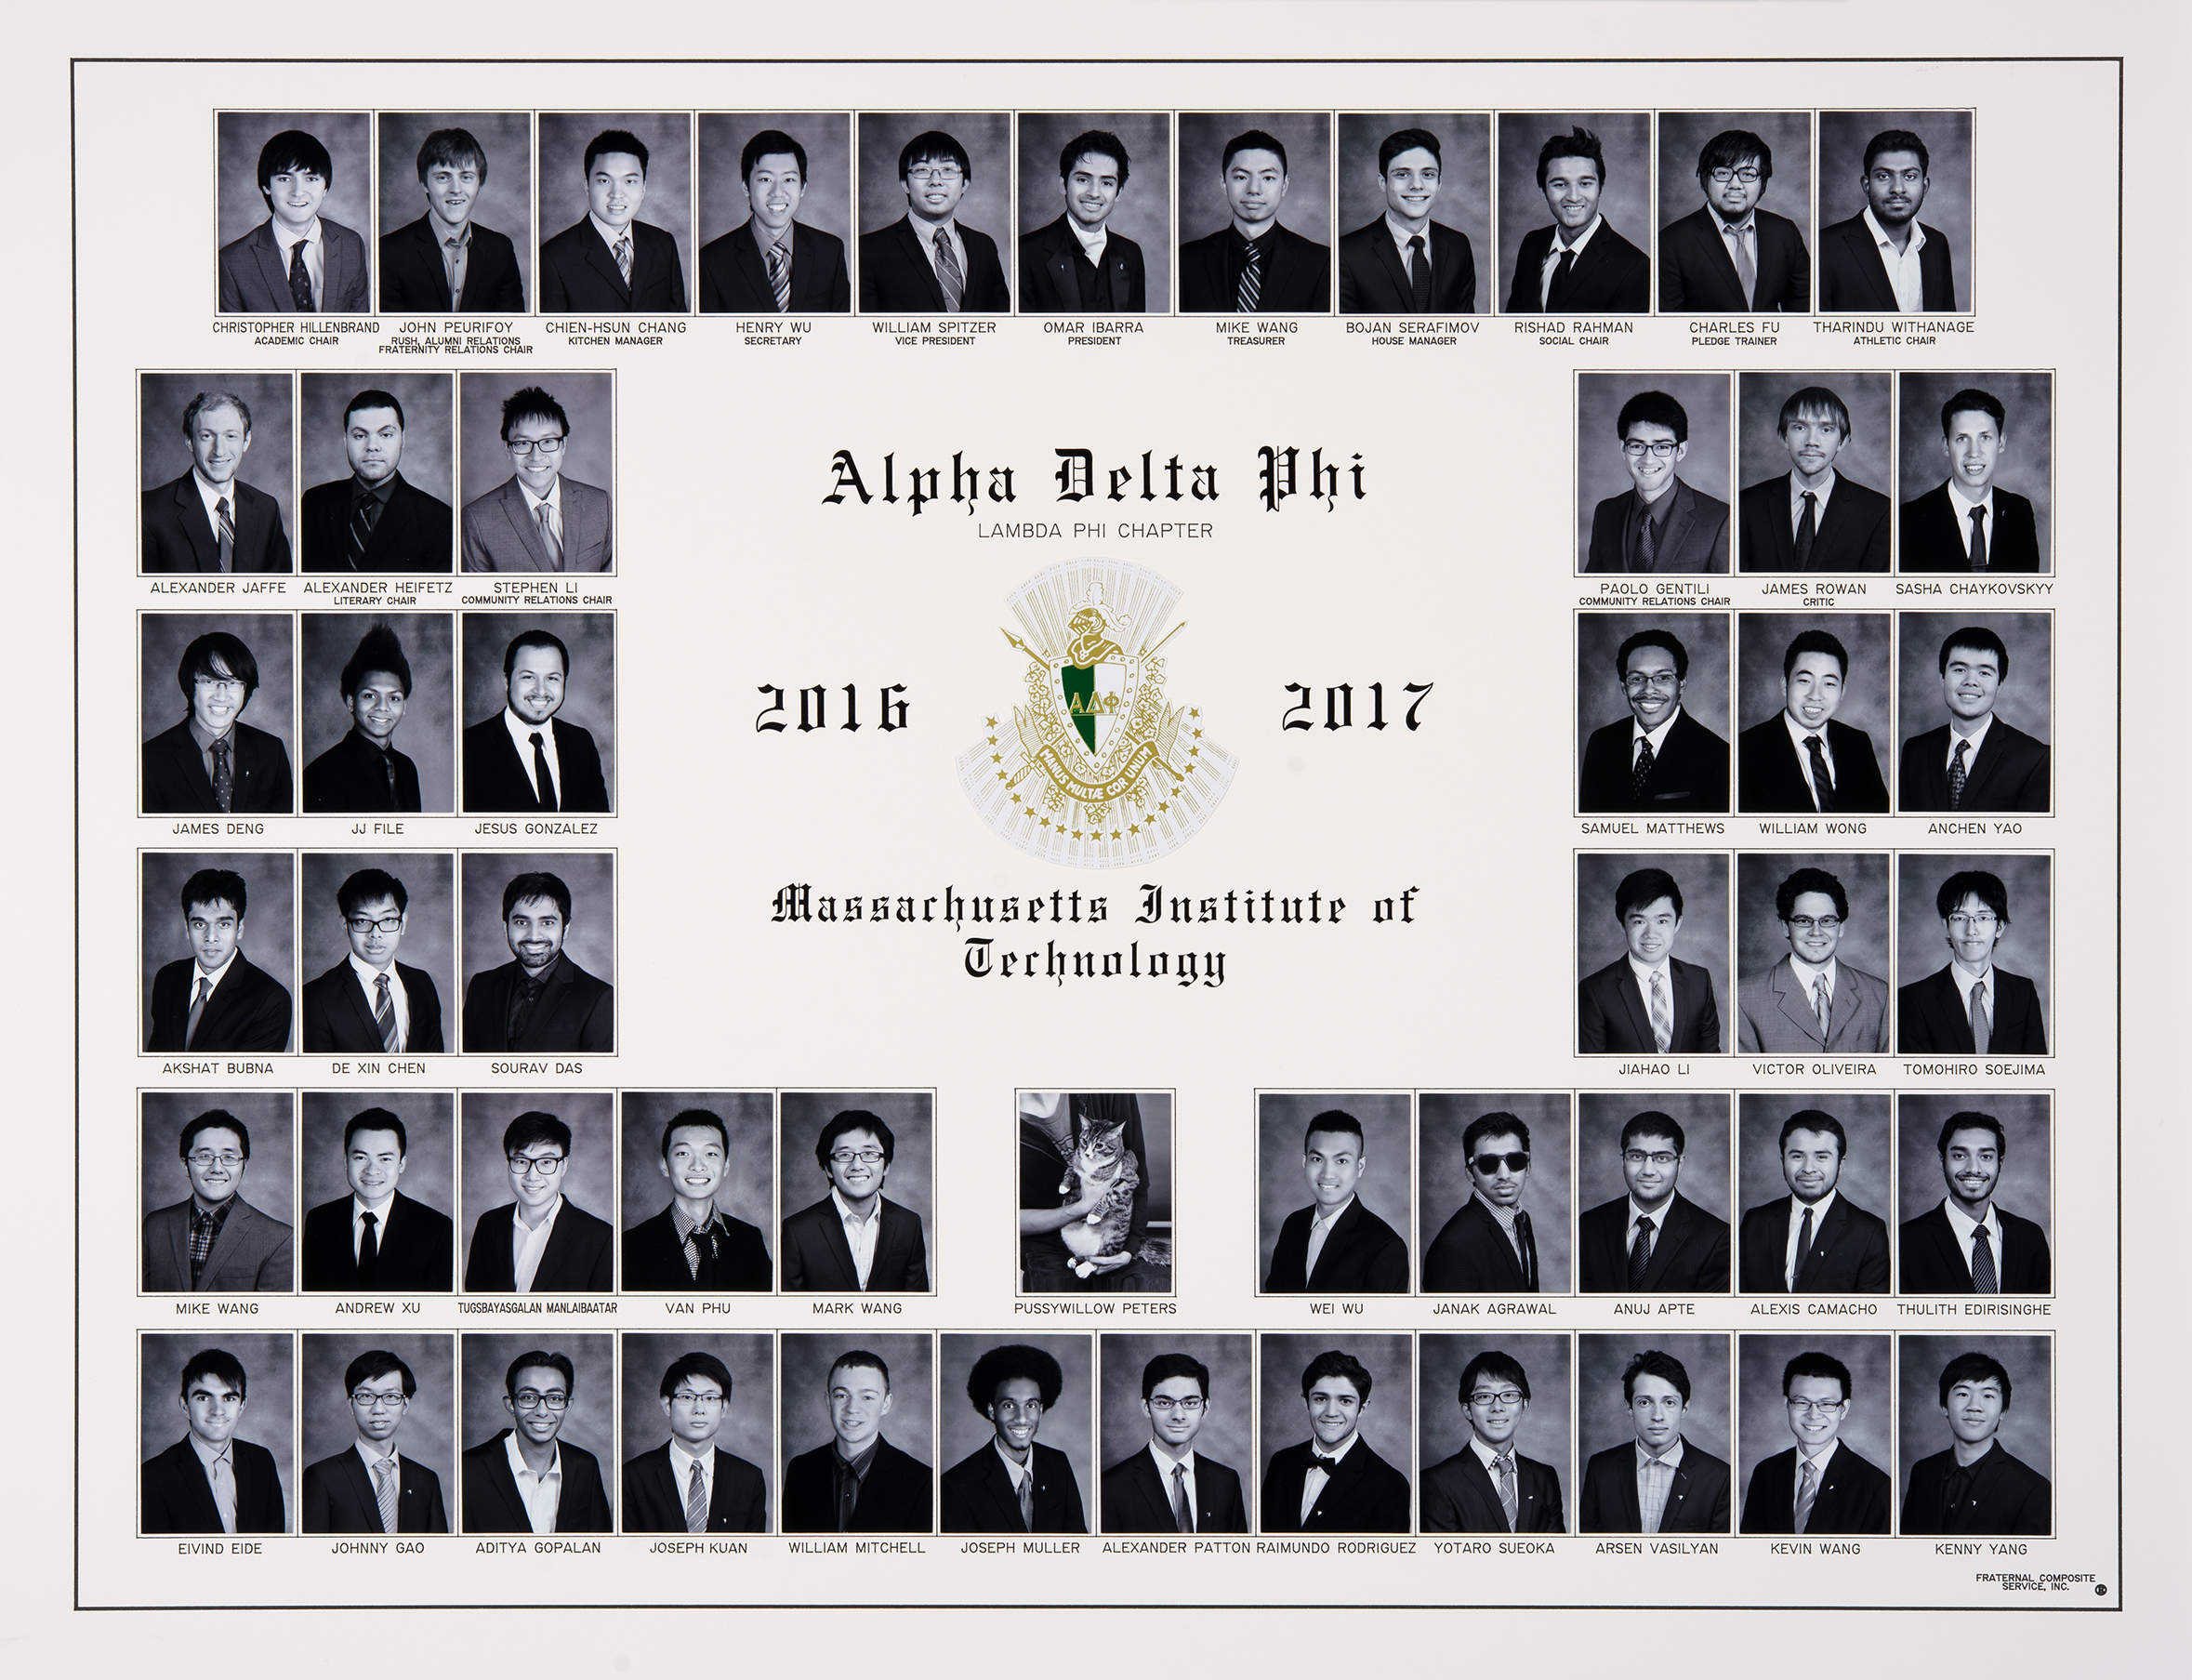 CHRISTOPHER HILLENBRAND
ACADEMIC CHAIR
JOHN PEURIFOY
RUSH, ALUMNI RELATIONS
FRATERNITY RELATIONS CHAIR
CHIEN-HSUN CHANG
KITCHEN MANAGER
HENRY WU
SECRETARY
WILLIAM SPITZER
VICE PRESIDENT
OMAR IBARRA
PRESIDENT
MIKE WANG
TREASURER
BOJAN SERAFIMOV
HOUSE MANAGER
RISHAD RAHMAN
SOCIAL CHAIR
CHARLES FU
PLEDGE TRAINER
THARINDU WITHANAGE
ATHLETIC CHAIR
Alpha Delta Phi
LAMBDA PHI CHAPTER
ALEXANDER JAFFE
ALEXANDER HEIFETZ
LITERARY CHAIR
STEPHEN LI
COMMUNITY RELATIONS CHAIR
PAOLO GENTILI
COMMUNITY RELATIONS CHAIR
JAMES ROWAN
CRITIC
SASHA CHAYKOVSKYY
2016
ΑΔΦ
MANUS MULTÆ COR UNUM
2017
JAMES DENG
JJ FILE
JESUS GONZALEZ
SAMUEL MATTHEWS
WILLIAM WONG
ANCHEN YAO
Massachusetts Institute of
Technology
AKSHAT BUBNA
DE XIN CHEN
SOURAV DAS
JIAHAO LI
VICTOR OLIVEIRA
TOMOHIRO SOEJIMA
MIKE WANG
ANDREW XU
TUGSBAYASGALAN MANLAIBAATAR
VAN PHU
MARK WANG
PUSSYWILLOW PETERS
WEI WU
JANAK AGRAWAL
ANUJ APTE
ALEXIS CAMACHO
THULITH EDIRISINGHE
EIVIND EIDE
JOHNNY GAO
ADITYA GOPALAN
JOSEPH KUAN
WILLIAM MITCHELL
JOSEPH MULLER
ALEXANDER PATTON
RAIMUNDO RODRIGUEZ
YOTARO SUEOKA
ARSEN VASILYAN
KEVIN WANG
KENNY YANG
FRATERNAL COMPOSITE
SERVICE, INC.